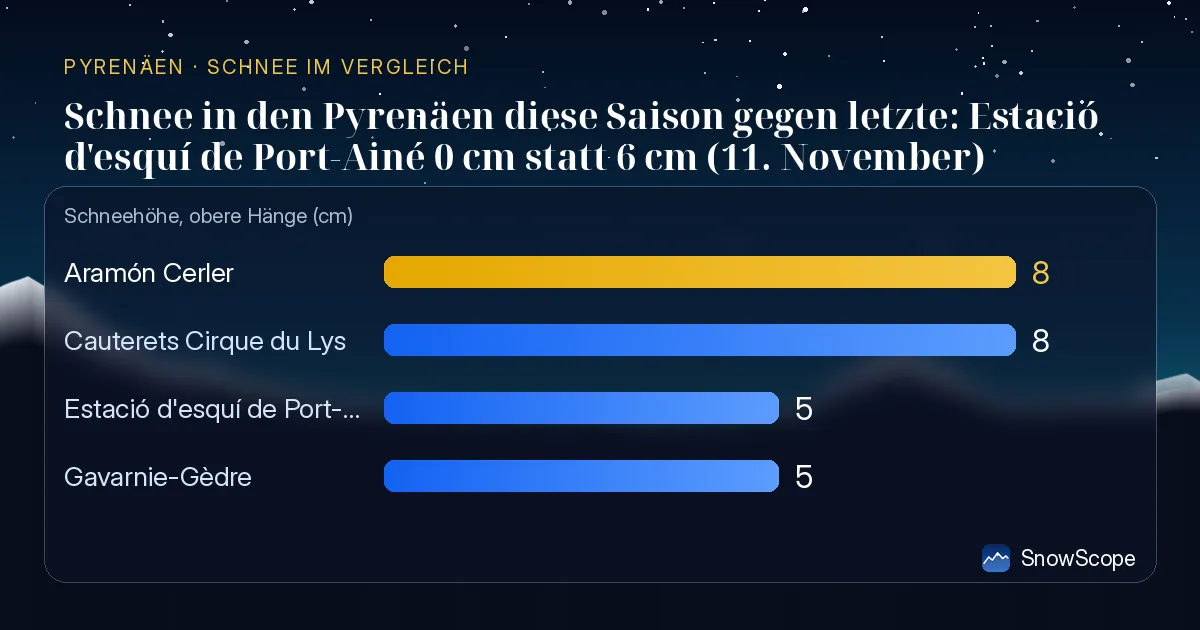 PYRENÄEN · SCHNEE IM VERGLEICH
Schnee in den Pyrenäen diese Saison gegen letzte: Estació
d'esquí de Port-Ainé 0 cm statt 6 cm (11. November)
Schneehöhe, obere Hänge (cm)
Aramón Cerler 8
Cauterets Cirque du Lys 8
Estació d'esquí de Port-... 5
Gavarnie-Gèdre 5
SnowScope